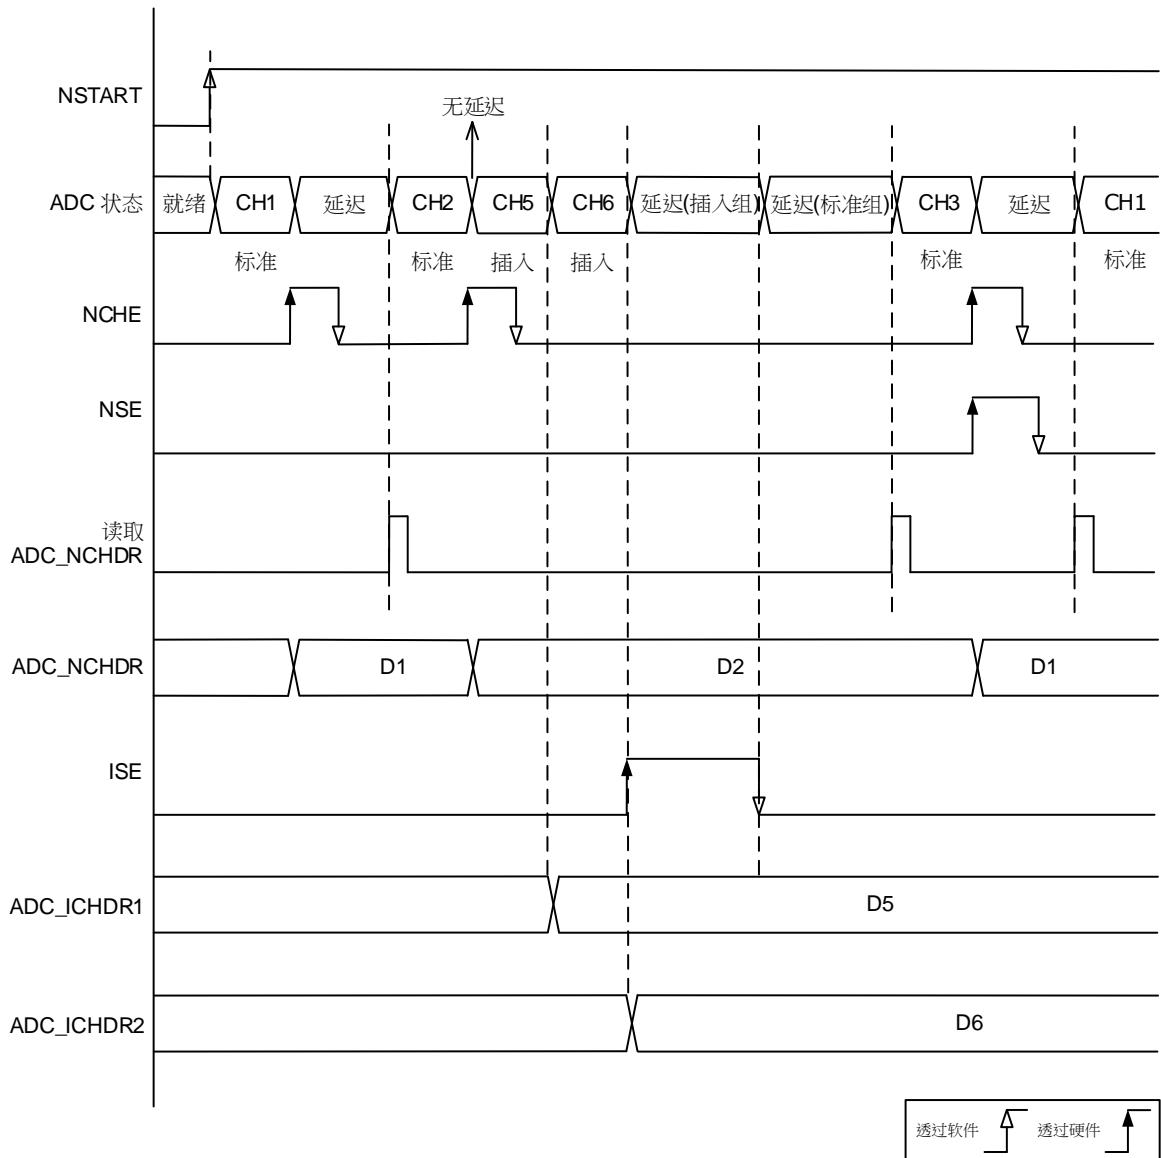 NSTART
无延迟
ADC 状态
就绪 CH1 延迟 CH2 CH5 CH6 延迟(插入组) 延迟(标准组) CH3 延迟 CH1
标准 标准 插入 插入 标准 标准
NCHE
NSE
读取
ADC_NCHDR
ADC_NCHDR D1 D2 D1
ISE
ADC_ICHDR1 D5
ADC_ICHDR2 D6
透过软件 透过硬件